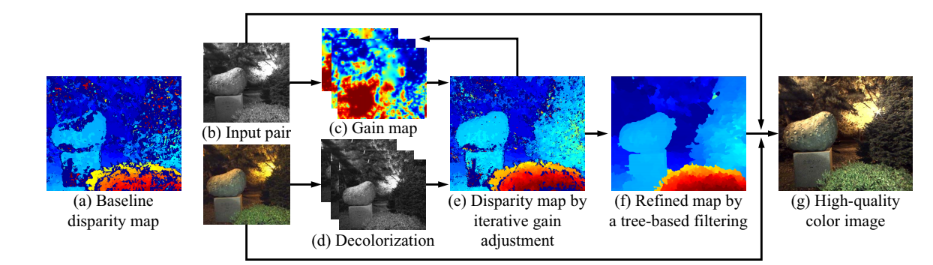 (a) Baseline
disparity map
(b) Input pair
(c) Gain map
(d) Decolorization
(e) Disparity map by
iterative gain
adjustment
(f) Refined map by
a tree-based filtering
(g) High-quality
color image